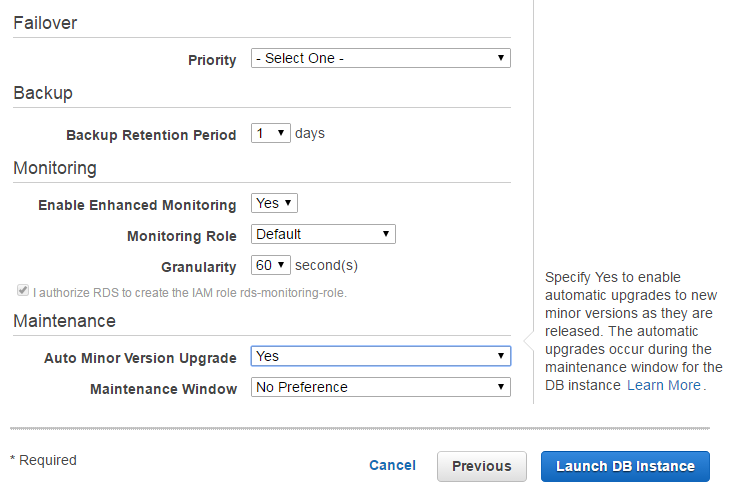 Failover
Priority - Select One -
Backup
Backup Retention Period 1 days
Monitoring
Enable Enhanced Monitoring Yes
Monitoring Role Default
Granularity 60 second(s)
I authorize RDS to create the IAM role rds-monitoring-role.
Maintenance
Auto Minor Version Upgrade Yes
Maintenance Window No Preference
Specify Yes to enable
automatic upgrades to new
minor versions as they are
released. The automatic
upgrades occur during the
maintenance window for the
DB instance Learn More .
* Required
Cancel Previous Launch DB Instance